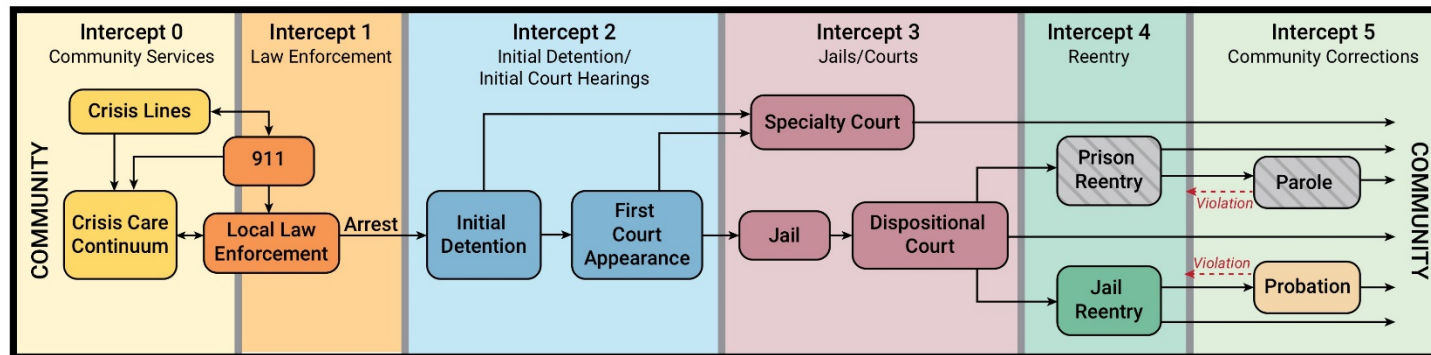 Intercept 0
Community Services
Intercept 1
Law Enforcement
Intercept 2
Initial Detention/
Initial Court Hearings
Intercept 3
Jails/Courts
Intercept 4
Reentry
Intercept 5
Community Corrections
COMMUNITY
Crisis Lines
911
Crisis Care
Continuum
Local Law
Enforcement
Arrest
Initial
Detention
First
Court
Appearance
Specialty Court
Jail
Dispositional
Court
Prison
Reentry
Parole
Violation
Jail
Reentry
Violation
Probation
COMMUNITY